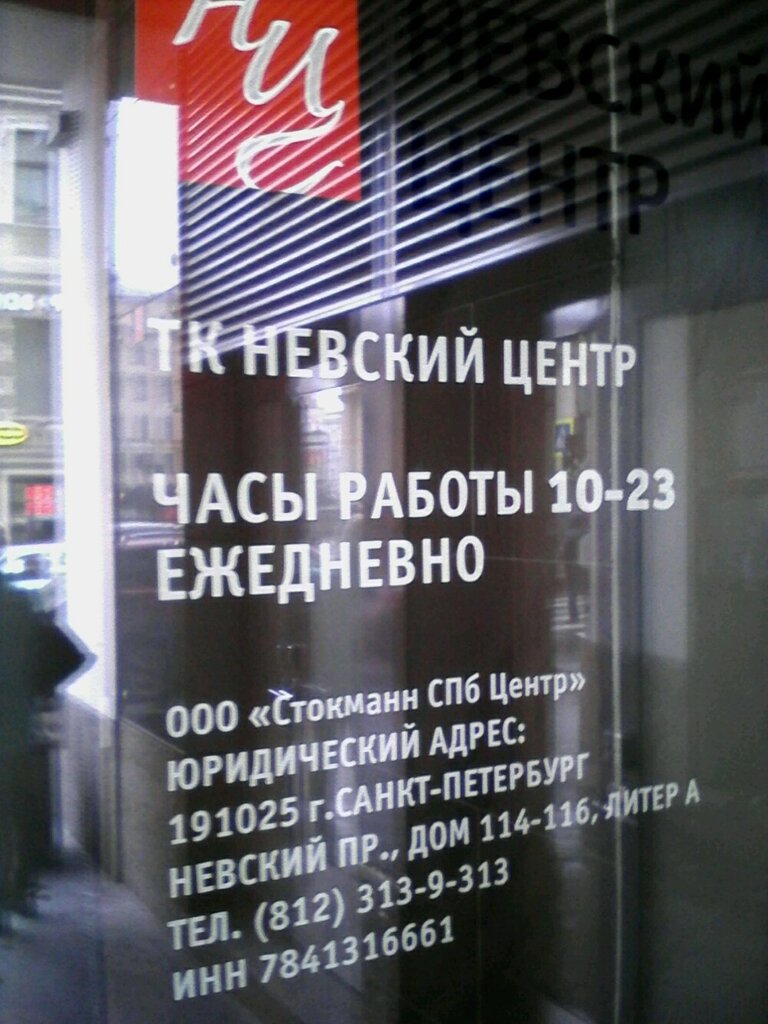 НЦ
НЕВСКИЙ
ЦЕНТР
ТК НЕВСКИЙ ЦЕНТР
ЧАСЫ РАБОТЫ 10-23
ЕЖЕДНЕВНО
ООО «Стокманн СПб Центр»
ЮРИДИЧЕСКИЙ АДРЕС:
191025 г.САНКТ-ПЕТЕРБУРГ
НЕВСКИЙ ПР., ДОМ 114-116, ЛИТЕР А
ТЕЛ. (812) 313-9-313
ИНН 7841316661